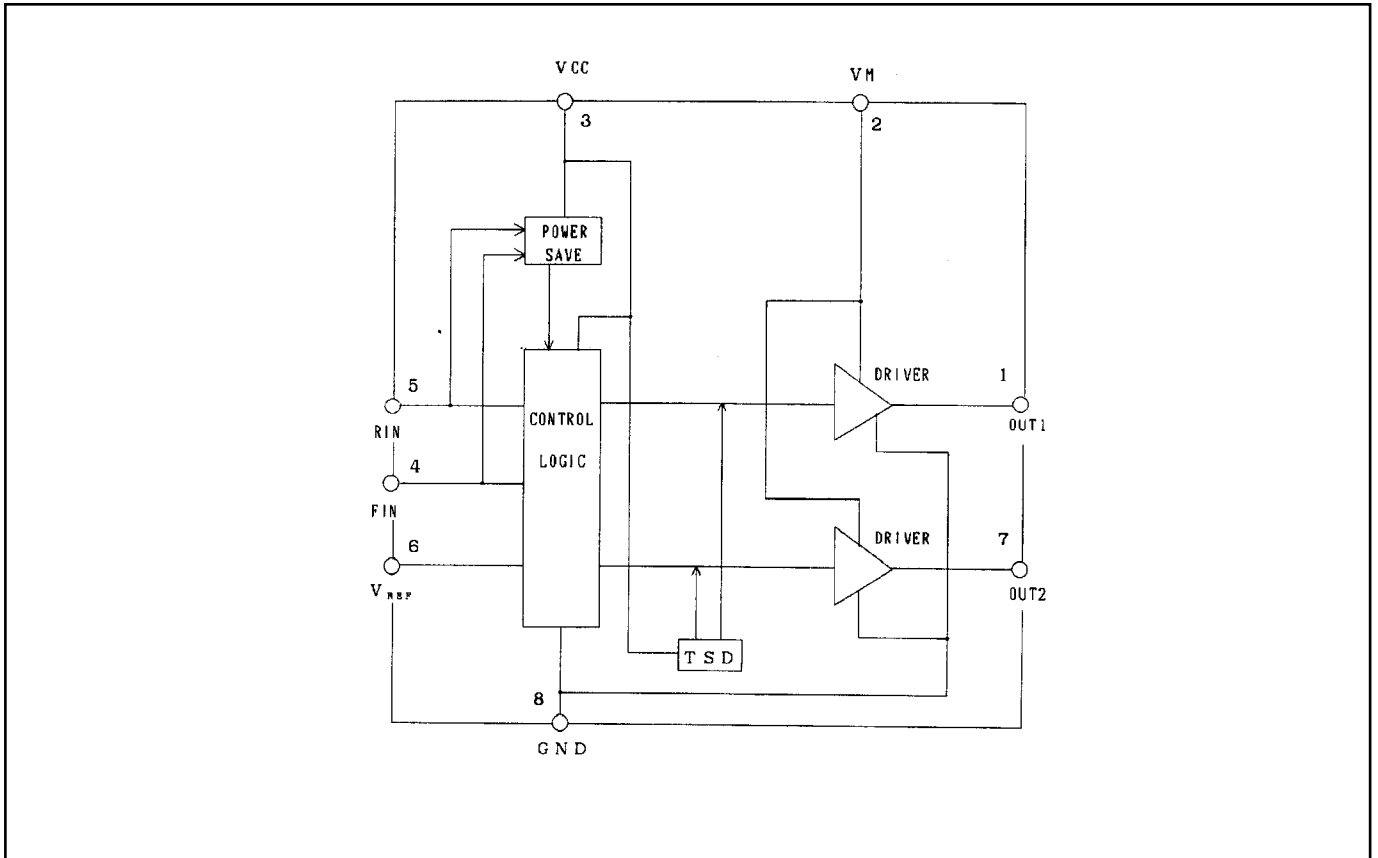 VCC
VM
3
2
POWER
SAVE
5
DRIVER
1
RIN
CONTROL
OUT1
4
LOGIC
FIN
6
DRIVER
7
VREF
OUT2
TSD
8
GND